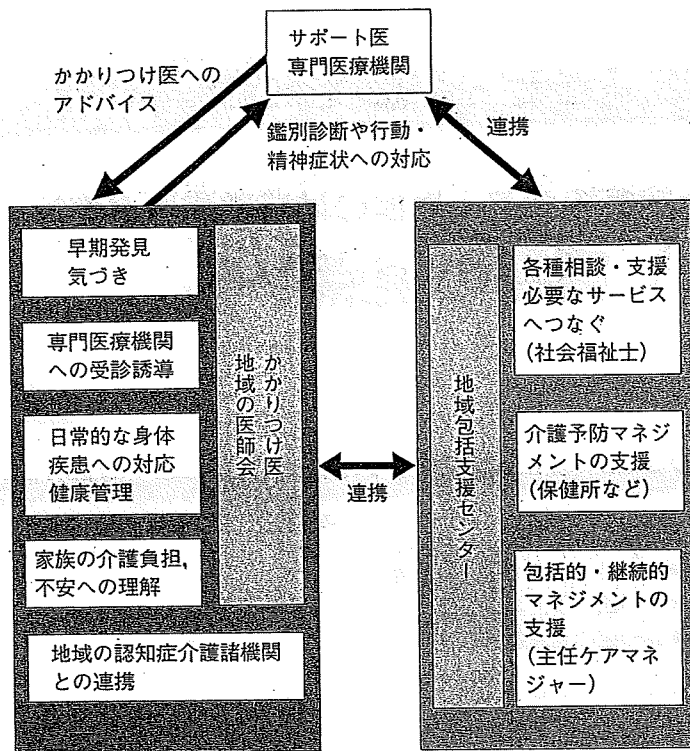 サポート医
専門医療機関
かかりつけ医への
アドバイス
鑑別診断や行動・
精神症状への対応
連携
早期発見
気づき
専門医療機関
への受診誘導
日常的な身体
疾患への対応
健康管理
家族の介護負担,
不安への理解
地域の認知症介護諸機関
との連携
かかりつけ医
地域の医師会
連携
地域包括支援センター
各種相談・支援
必要なサービス
へつなぐ
(社会福祉士)
介護予防マネジ
メントの支援
(保健所など)
包括的・継続的
マネジメントの
支援
(主任ケアマネ
ジャー)